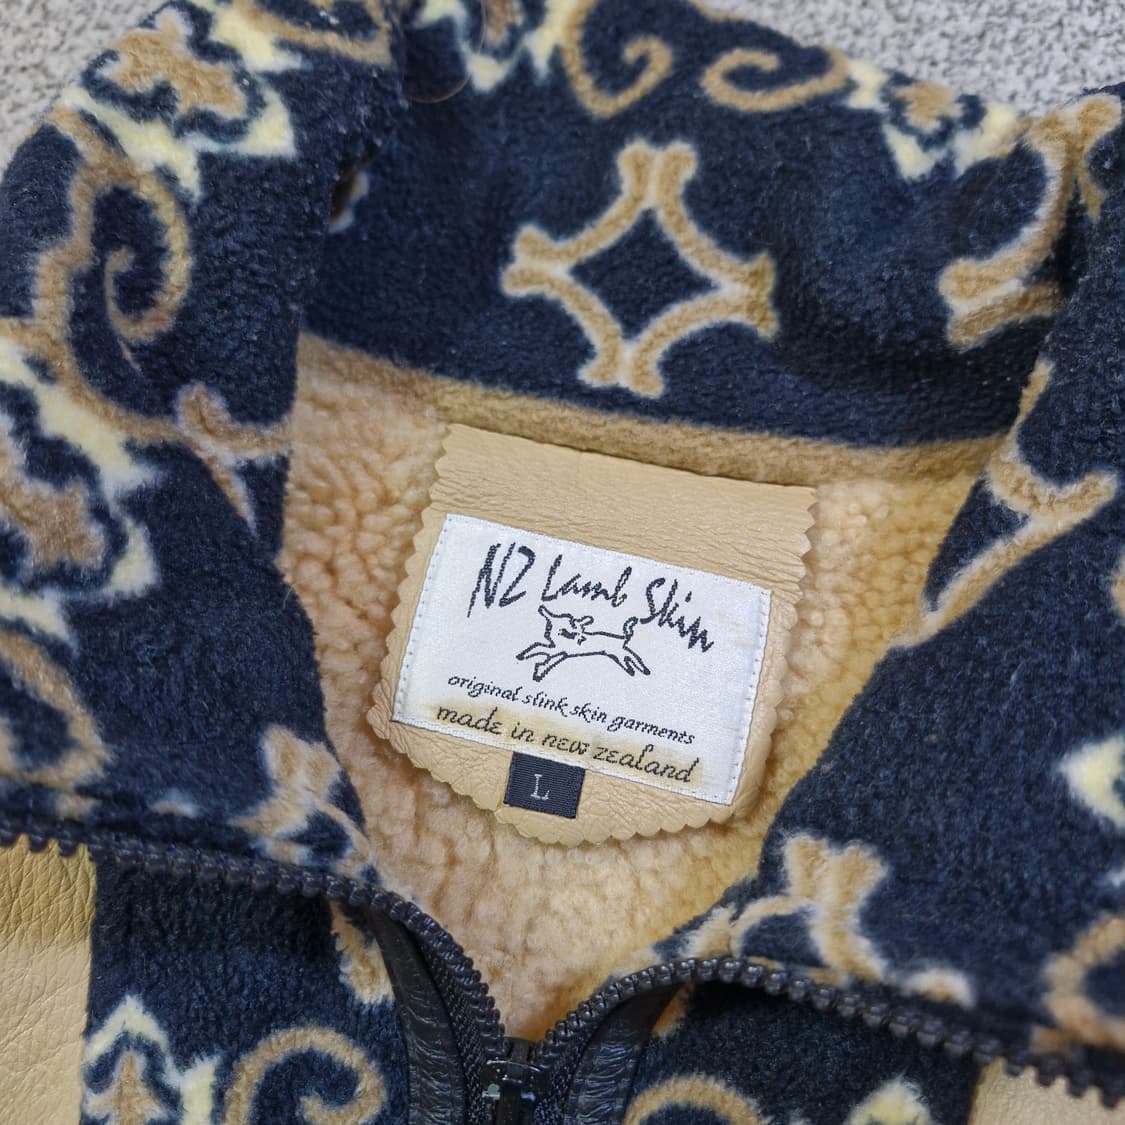 NZ Lamb Skin
original slink skin garments
made in new zealand
L